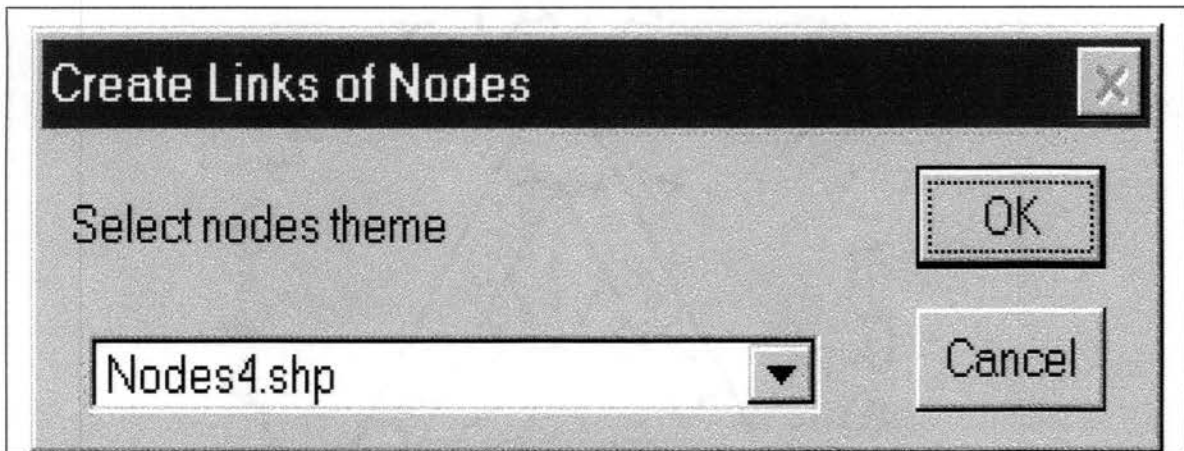 Create Links of Nodes
Select nodes theme
OK
Nodes4.shp
Cancel